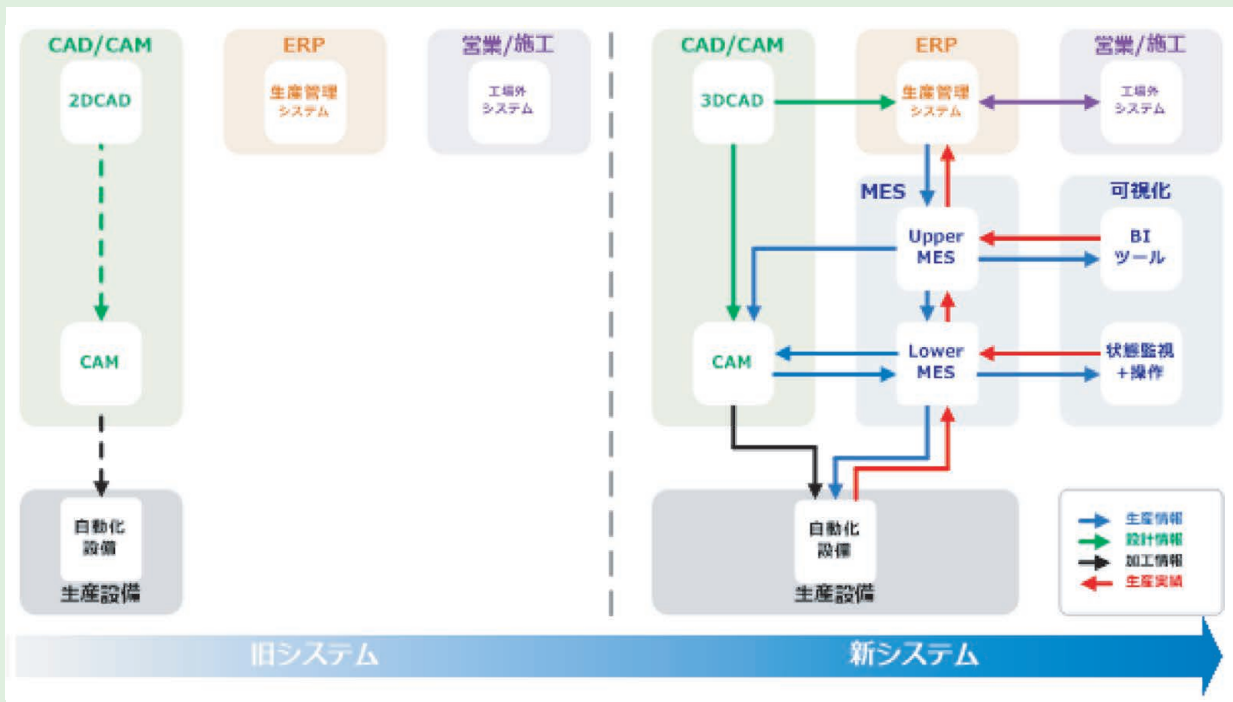 CAD/CAM
2DCAD
CAM
自動化
設備
生産設備
ERP
生産管理
システム
営業/施工
工場外
システム
旧システム
CAD/CAM
3DCAD
CAM
ERP
生産管理
システム
営業/施工
工場外
システム
MES
Upper
MES
Lower
MES
可視化
BI
ツール
状態監視
+操作
自動化
設備
生産設備
生産情報
設計情報
加工情報
生産実績
新システム